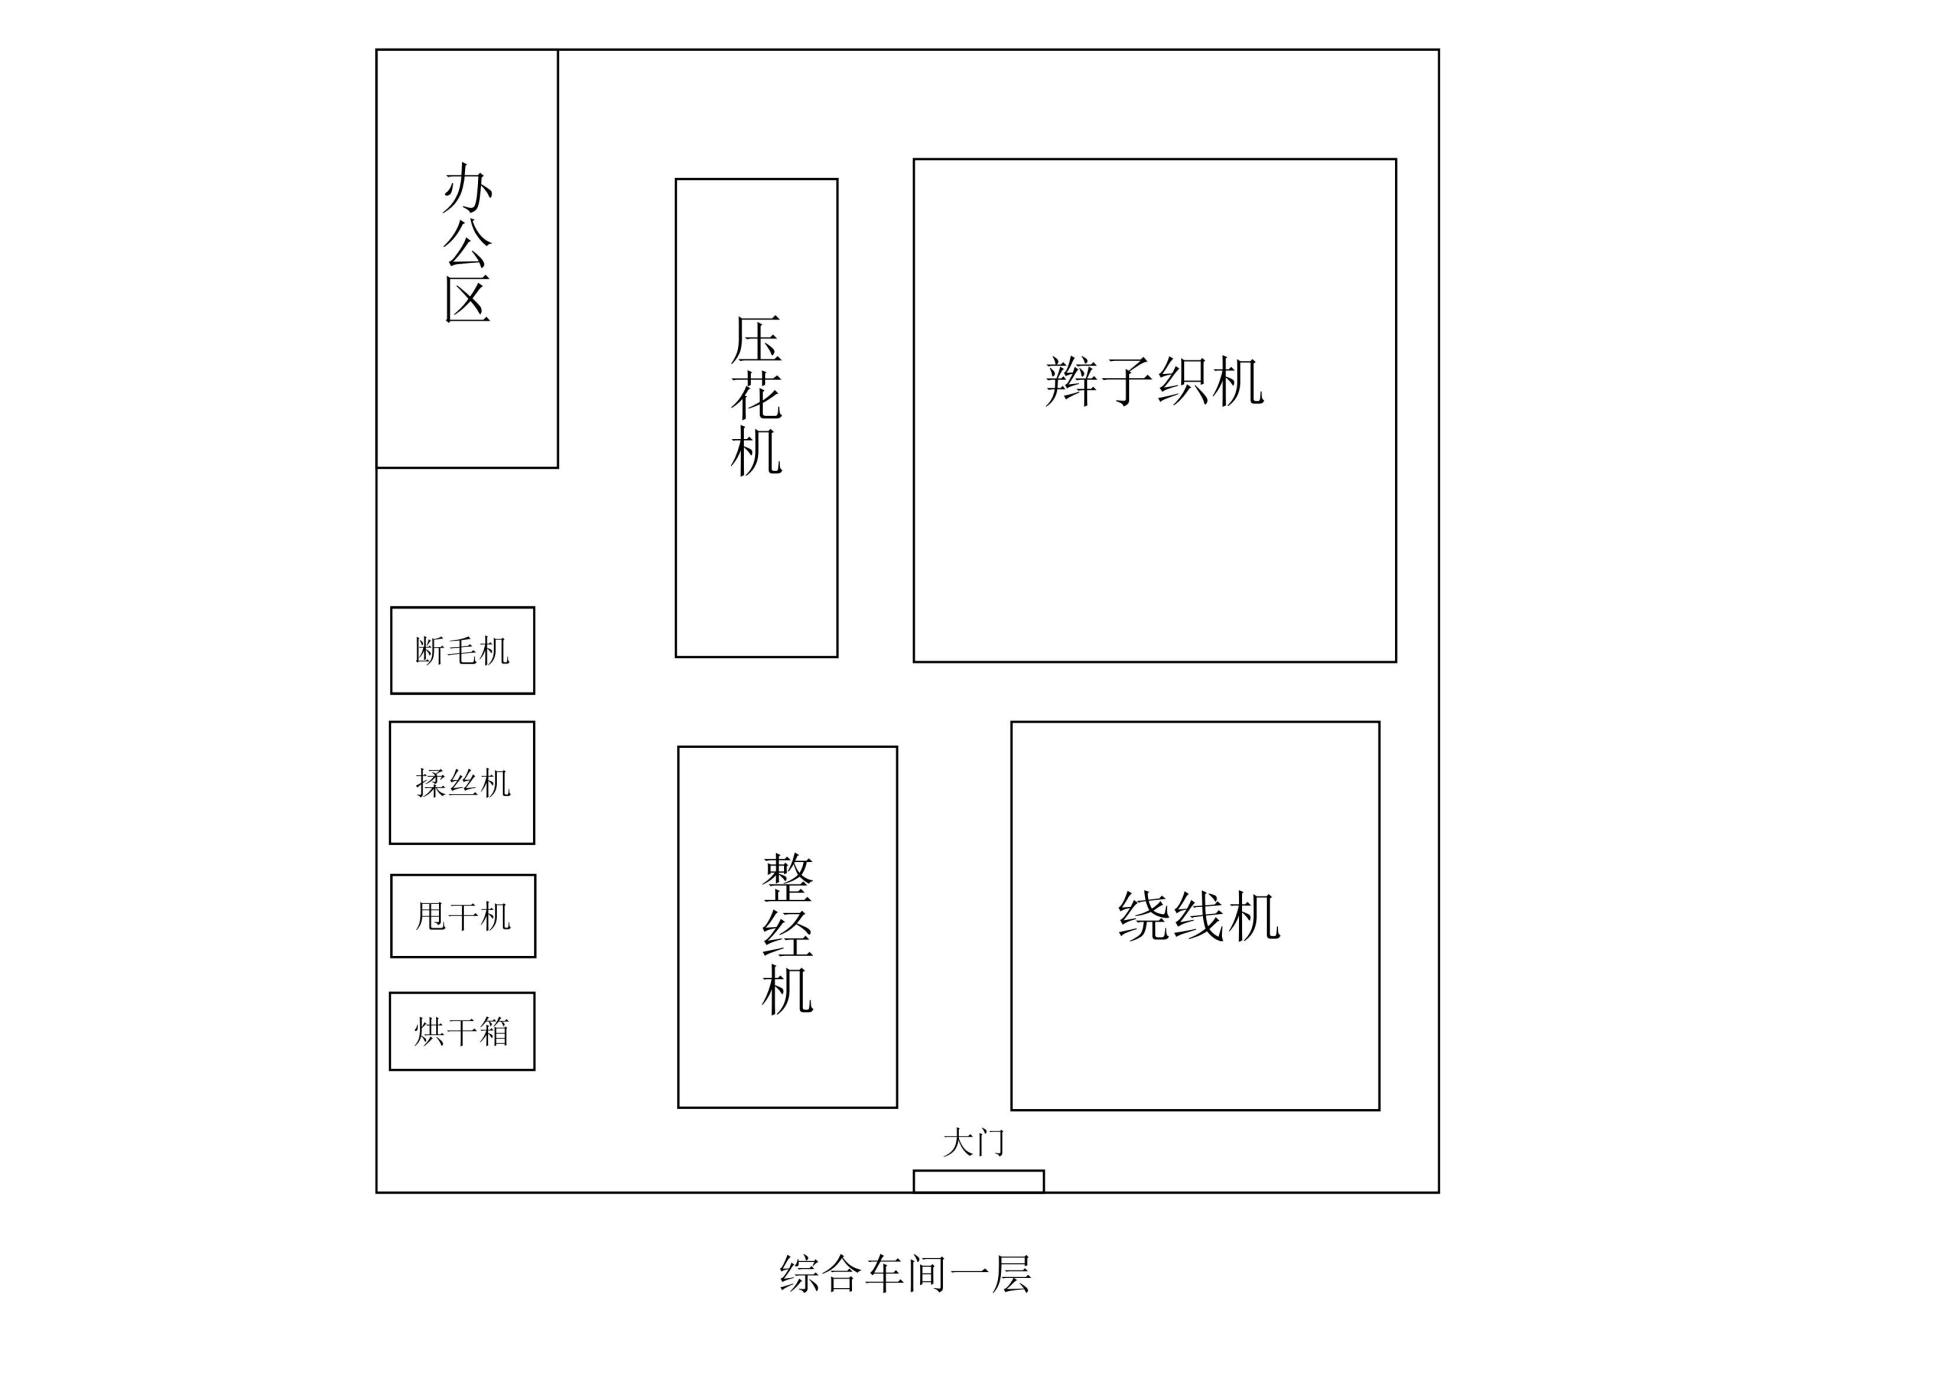 办公区
压花机
辫子织机
断毛机
揉丝机
甩干机
烘干箱
整经机
绕线机
大门
综合车间一层